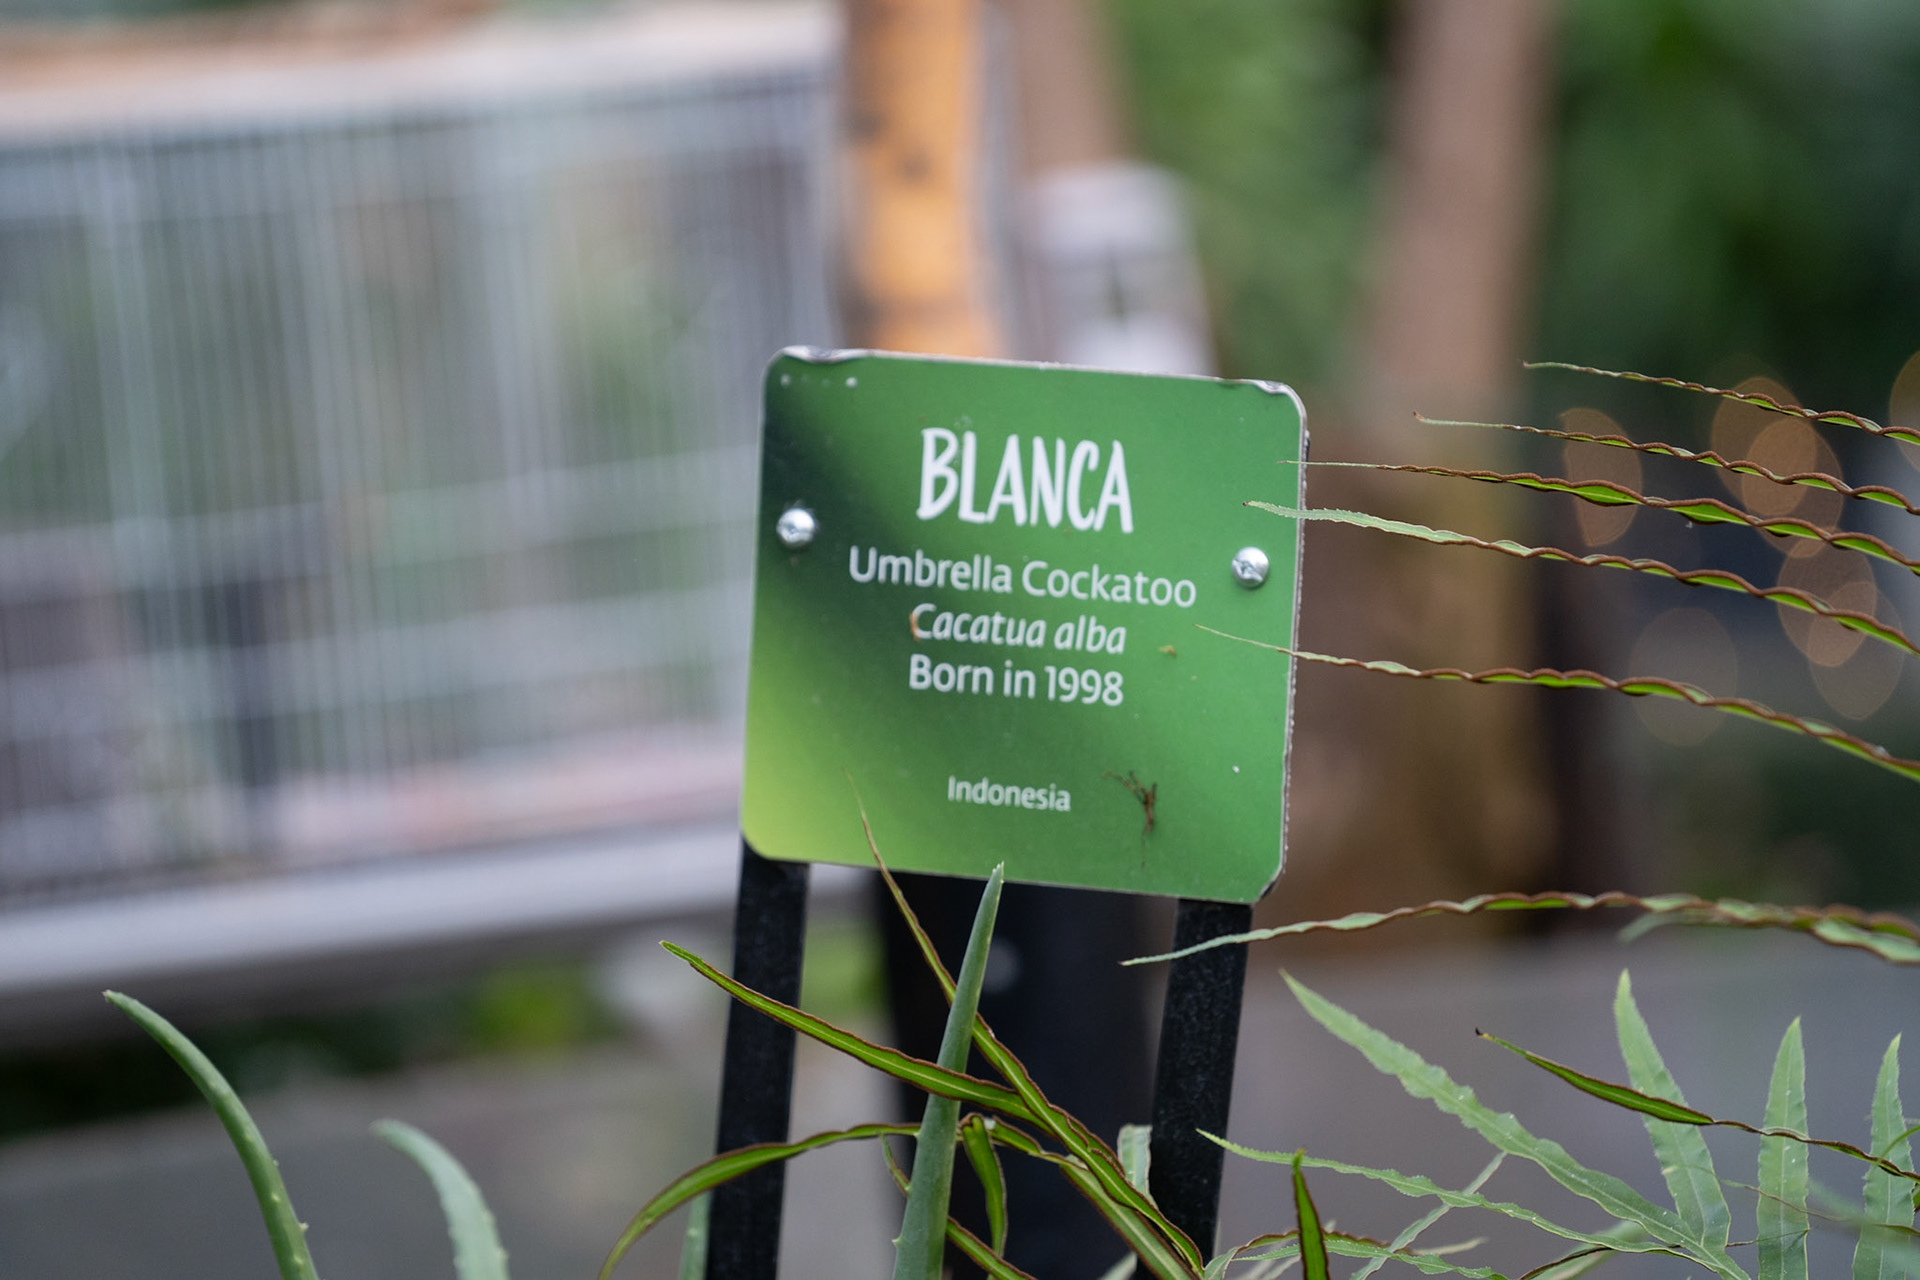 BLANCA
Umbrella Cockatoo
Cacatua alba
Born in 1998
Indonesia